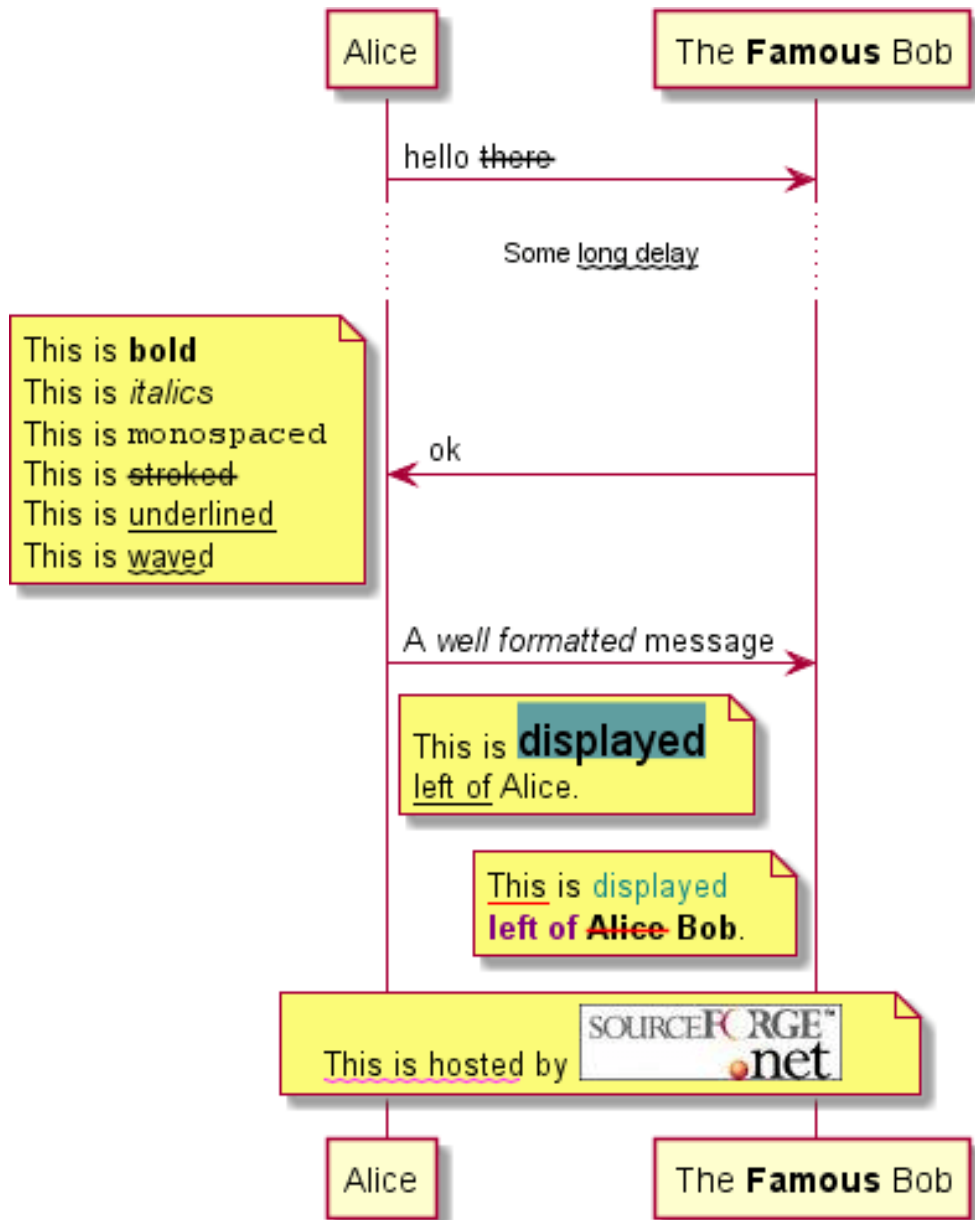 Alice
The Famous Bob
hello there
Some long delay
This is bold
This is italics
This is monospaced
This is stroked
This is underlined
This is waved
ok
A well formatted message
This is displayed
left of Alice.
This is displayed
left of Alice Bob.
This is hosted by SOURCEFORGE™
.net
Alice
The Famous Bob